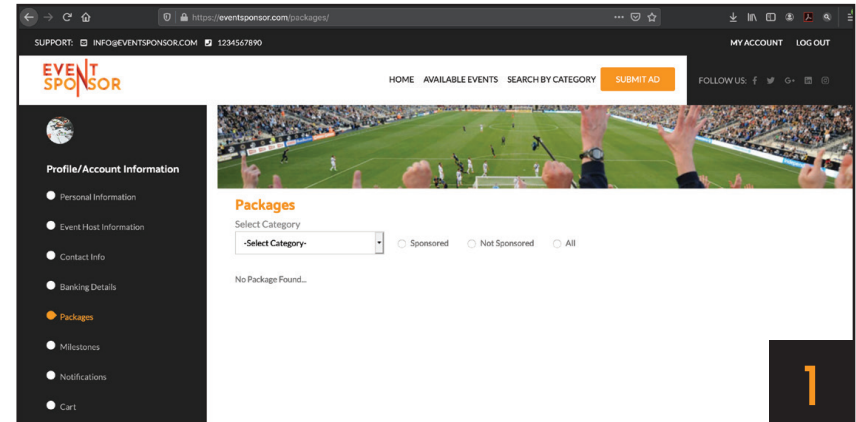 https://eventsponsor.com/packages/
SUPPORT: INFO@EVENTSPONSOR.COM 1234567890 MY ACCOUNT LOG OUT
EVENT
SPONSOR
HOME AVAILABLE EVENTS SEARCH BY CATEGORY SUBMIT AD FOLLOW US: G+
Profile/Account Information
Personal Information
Event Host Information
Contact Info
Banking Details
Packages
Milestones
Notifications
Cart
Packages
Select Category
-Select Category- Sponsored Not Sponsored All
No Package Found...
1